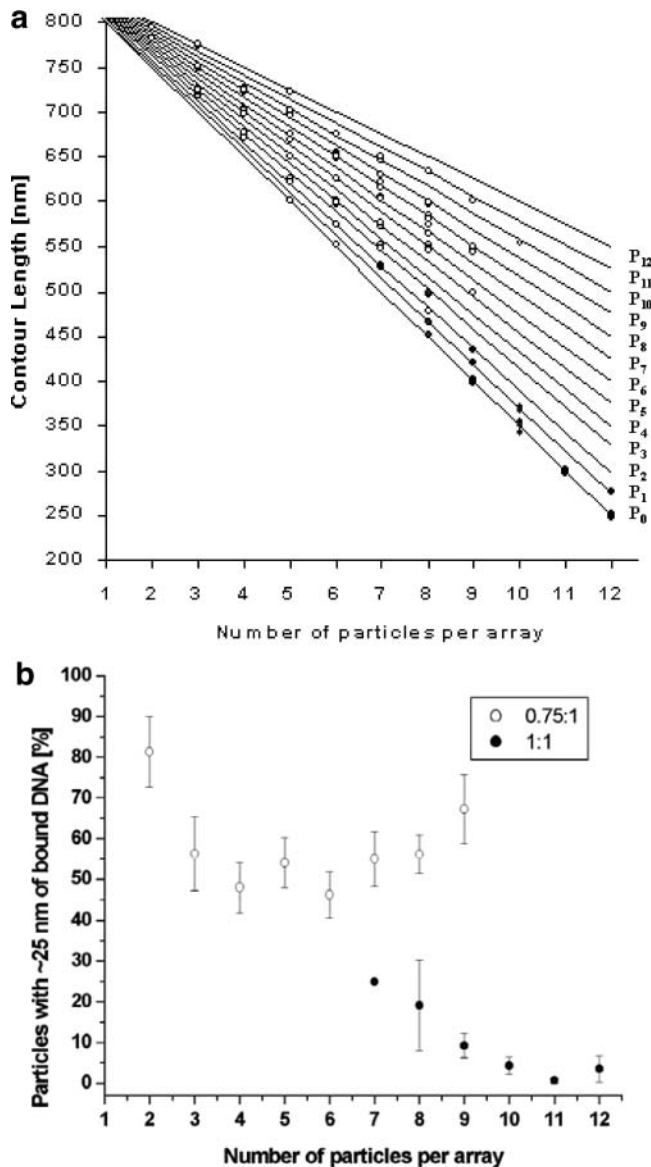 a
Contour Length [nm]
800
750
700
650
600
550
500
450
400
350
300
250
200
P12
P11
P10
P9
P8
P7
P6
P5
P4
P3
P2
P1
P0
1 2 3 4 5 6 7 8 9 10 11 12
Number of particles per array
b
Particles with ~25 nm of bound DNA [%]
100
90
80
70
60
50
40
30
20
10
0
0.75:1
1:1
1 2 3 4 5 6 7 8 9 10 11 12
Number of particles per array